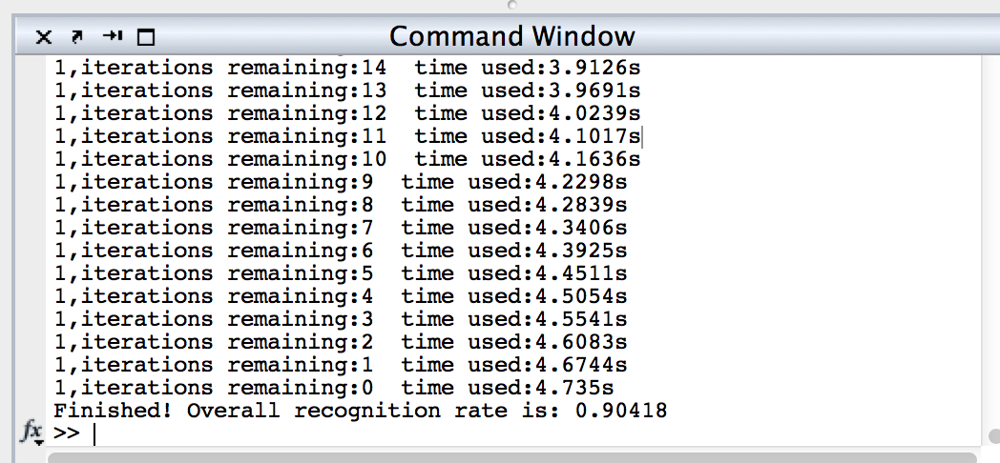 Command Window
1,iterations remaining:14  time used:3.9126s
1,iterations remaining:13  time used:3.9691s
1,iterations remaining:12  time used:4.0239s
1,iterations remaining:11  time used:4.1017s
1,iterations remaining:10  time used:4.1636s
1,iterations remaining:9  time used:4.2298s
1,iterations remaining:8  time used:4.2839s
1,iterations remaining:7  time used:4.3406s
1,iterations remaining:6  time used:4.3925s
1,iterations remaining:5  time used:4.4511s
1,iterations remaining:4  time used:4.5054s
1,iterations remaining:3  time used:4.5541s
1,iterations remaining:2  time used:4.6083s
1,iterations remaining:1  time used:4.6744s
1,iterations remaining:0  time used:4.735s
Finished! Overall recognition rate is: 0.90418
fx >>